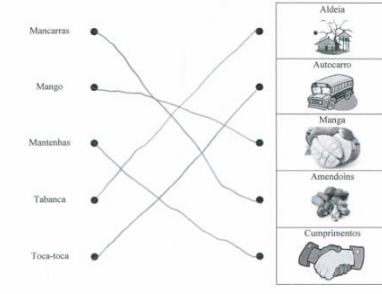 Mancarras
Mango
Mantenhas
Tabanca
Toca-toca
Aldeia
Autocarro
Manga
Amendoins
Cumprimentos